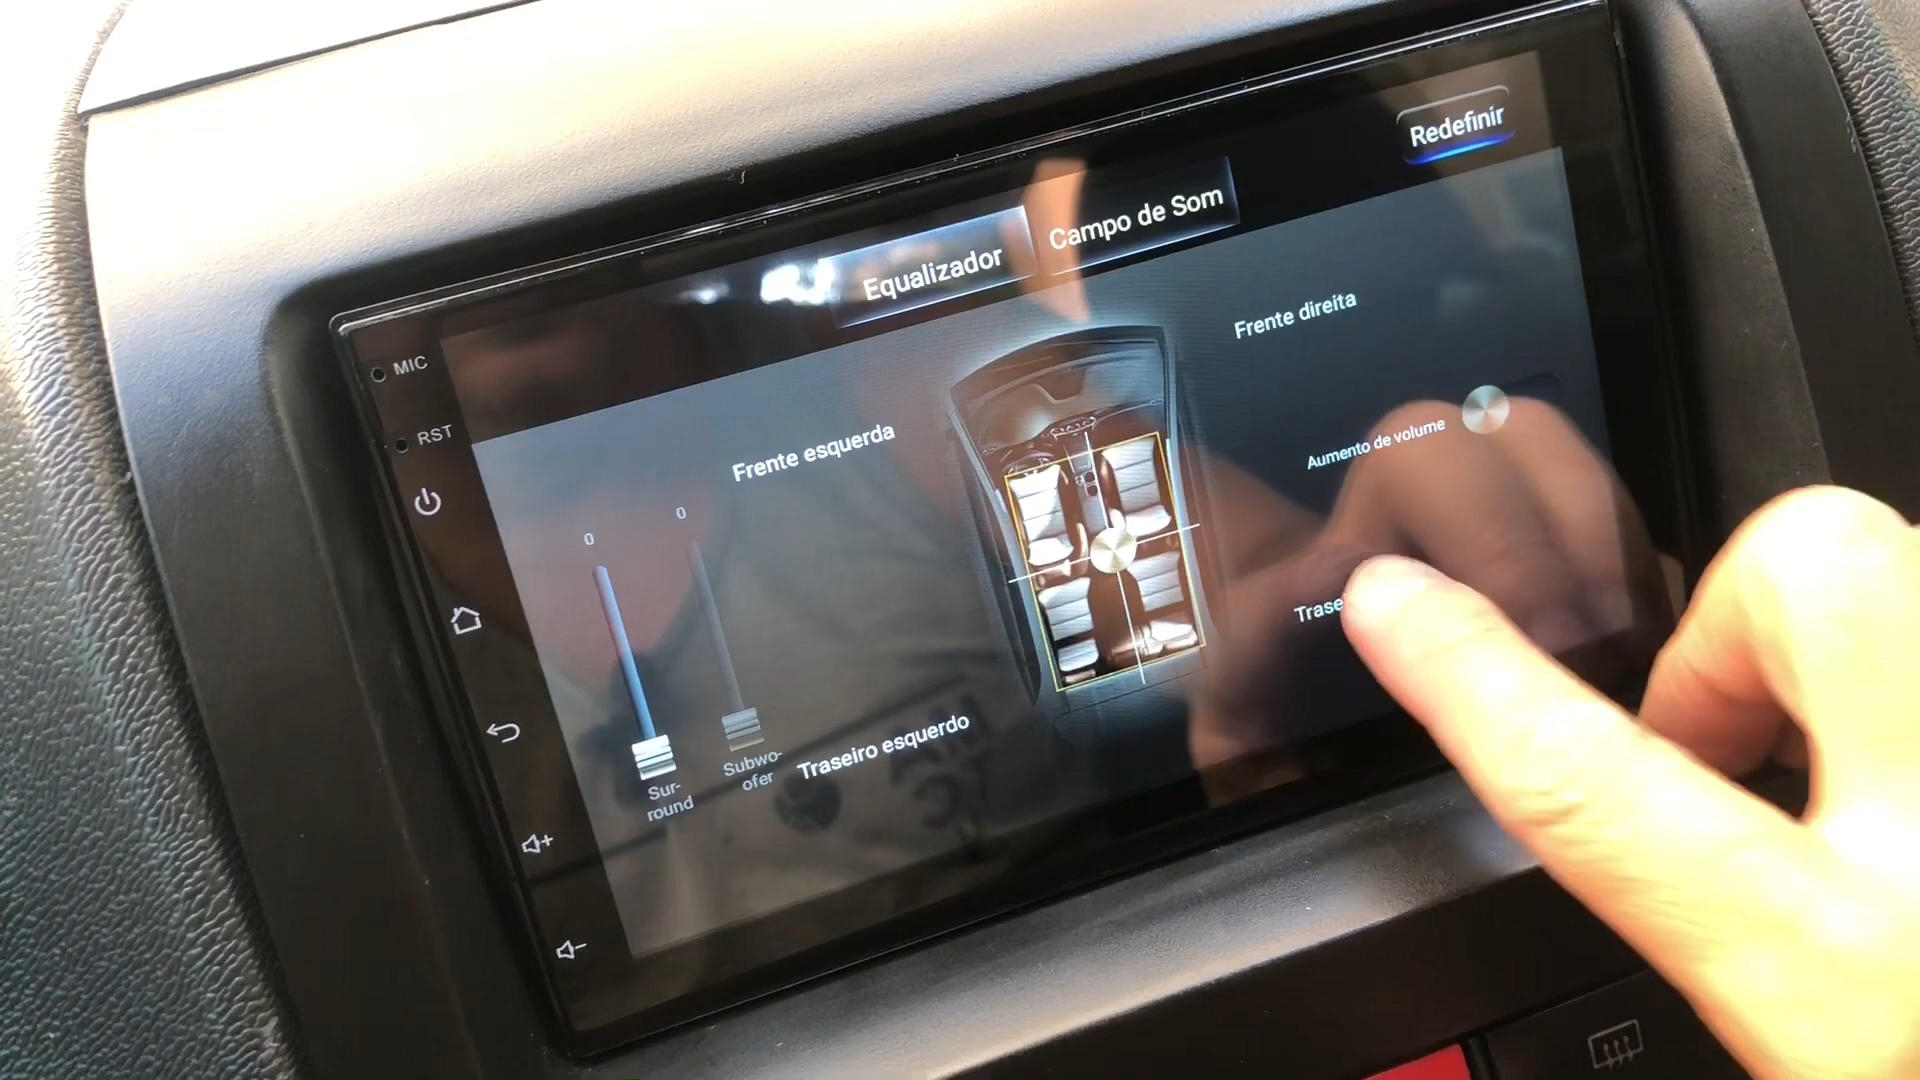 Redefinir
Equalizador
Campo de Som
MIC
RST
Frente esquerda
Frente direita
Aumento de volume
0
0
Sur-
round
Subwo-
ofer
Traseiro esquerdo